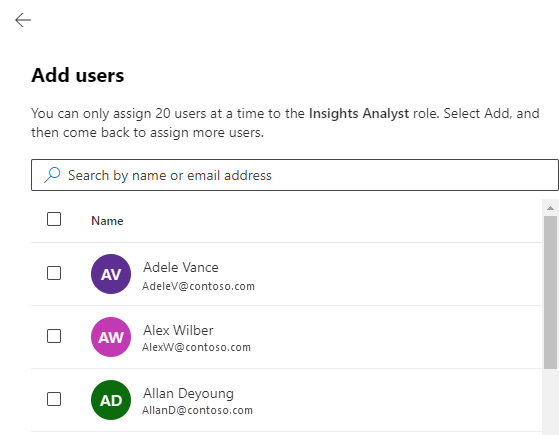 Add users
You can only assign 20 users at a time to the Insights Analyst role. Select Add, and
then come back to assign more users.
Search by name or email address
Name
AV
Adele Vance
AdeleV@contoso.com
AW
Alex Wilber
AlexW@contoso.com
AD
Allan Deyoung
AllanD@contoso.com